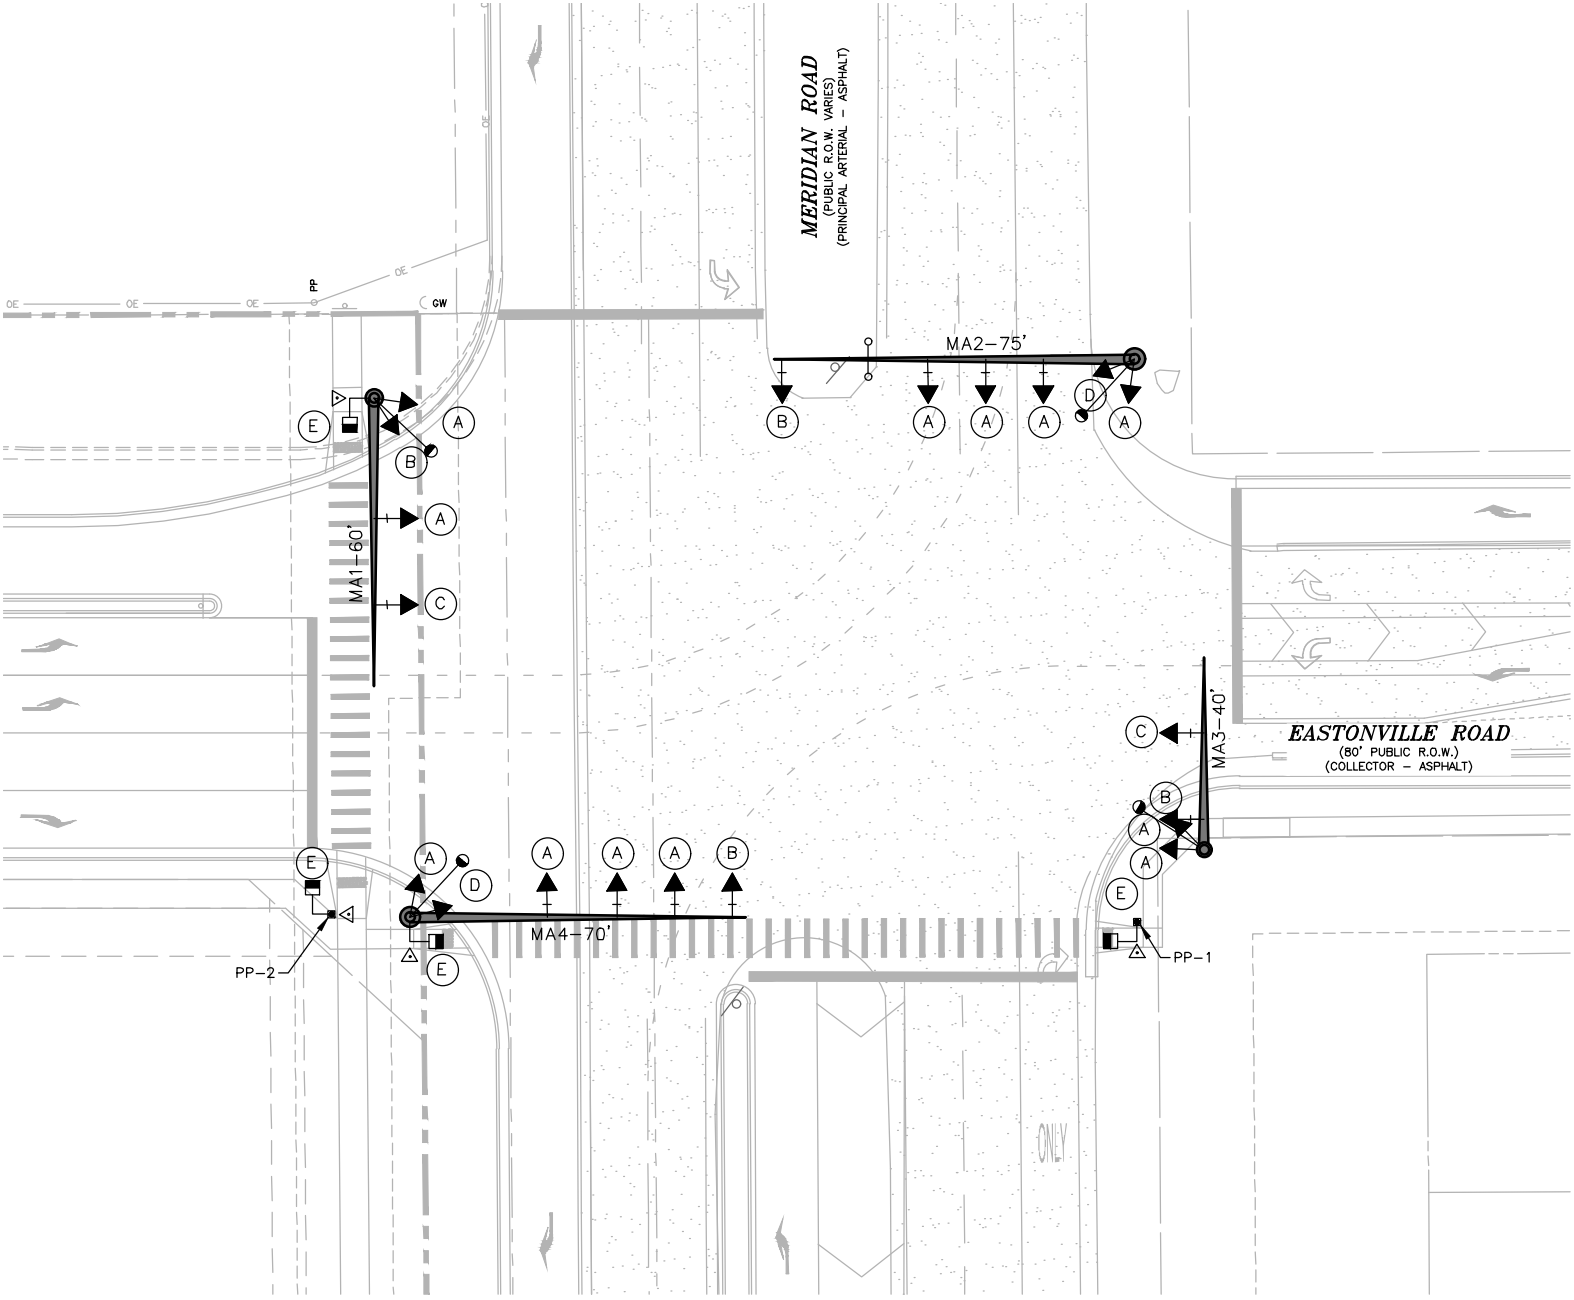 MERIDIAN ROAD
(PUBLIC R.O.W. VARIES)
(PRINCIPAL ARTERIAL - ASPHALT)
OE
OE
PP
OE
OE
OE
GW
MA2-75'
B
A
A
A
D
A
E
A
B
A
MA1-60'
C
C
MA3-40'
EASTONVILLE ROAD
(80' PUBLIC R.O.W.)
(COLLECTOR - ASPHALT)
B
A
A
E
PP-1
E
A
D
A
A
A
B
MA4-70'
PP-2
E
ONLY